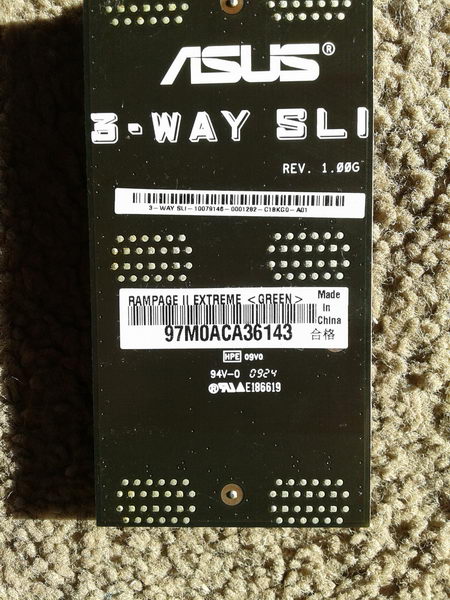 ASUS®
3-WAY SLI
REV. 1.00G
3-WAY SLI-10079146-0001282-C18KG0-A01
RAMPAGE II EXTREME <GREEN>
Made in China
97M0ACA36143
合格
HPE 09V0
94V-0 0924
E186619